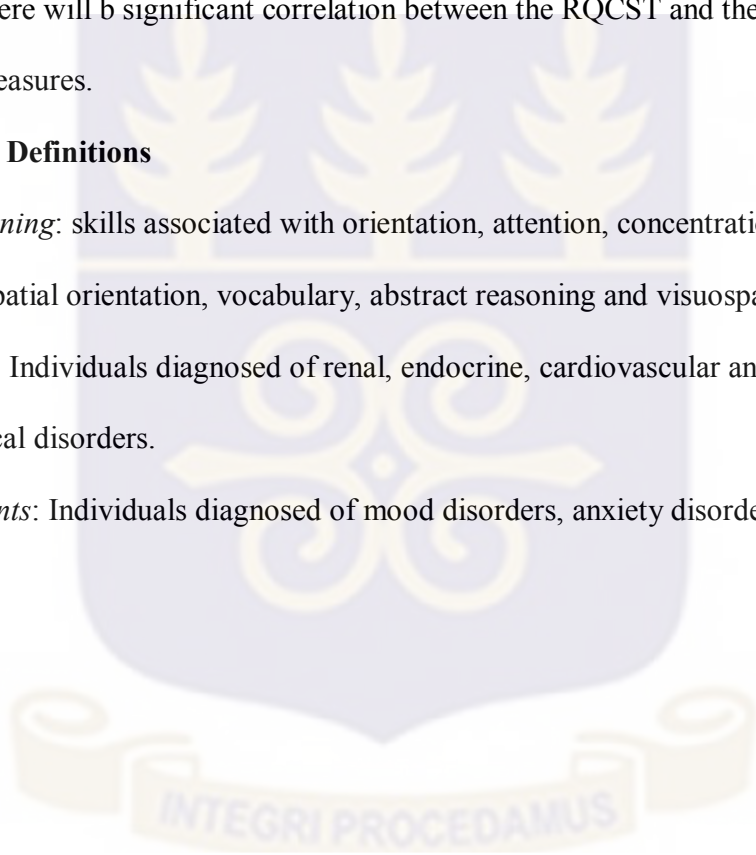 ere will b significant correlation between the RQCST and the
easures.
Definitions
ning: skills associated with orientation, attention, concentratio
patial orientation, vocabulary, abstract reasoning and visuospa
: Individuals diagnosed of renal, endocrine, cardiovascular an
cal disorders.
nts: Individuals diagnosed of mood disorders, anxiety disorde
INTEGRI PROCEDAMUS